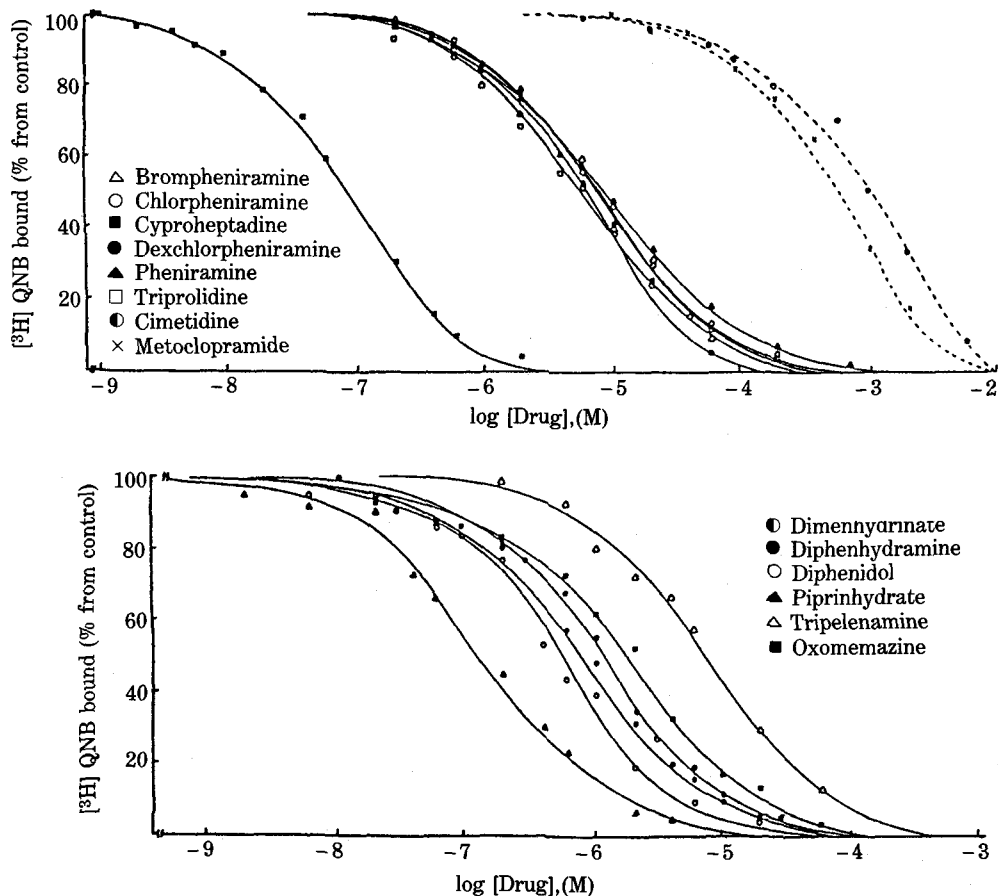 [³H] QNB bound (% from control)
100
80
60
40
20
△ Brompheniramine
○ Chlorpheniramine
■ Cyproheptadine
● Dexchlorpheniramine
▲ Pheniramine
□ Triprolidine
◐ Cimetidine
× Metoclopramide
−9 −8 −7 −6 −5 −4 −3 −2
log [Drug],(M)
[³H] QNB bound (% from control)
100
80
60
40
20
◐ Dimennyarinate
● Diphenhydramine
○ Diphenidol
▲ Piprinhydrate
△ Tripelenamine
■ Oxomemazine
−9 −8 −7 −6 −5 −4 −3
log [Drug],(M)